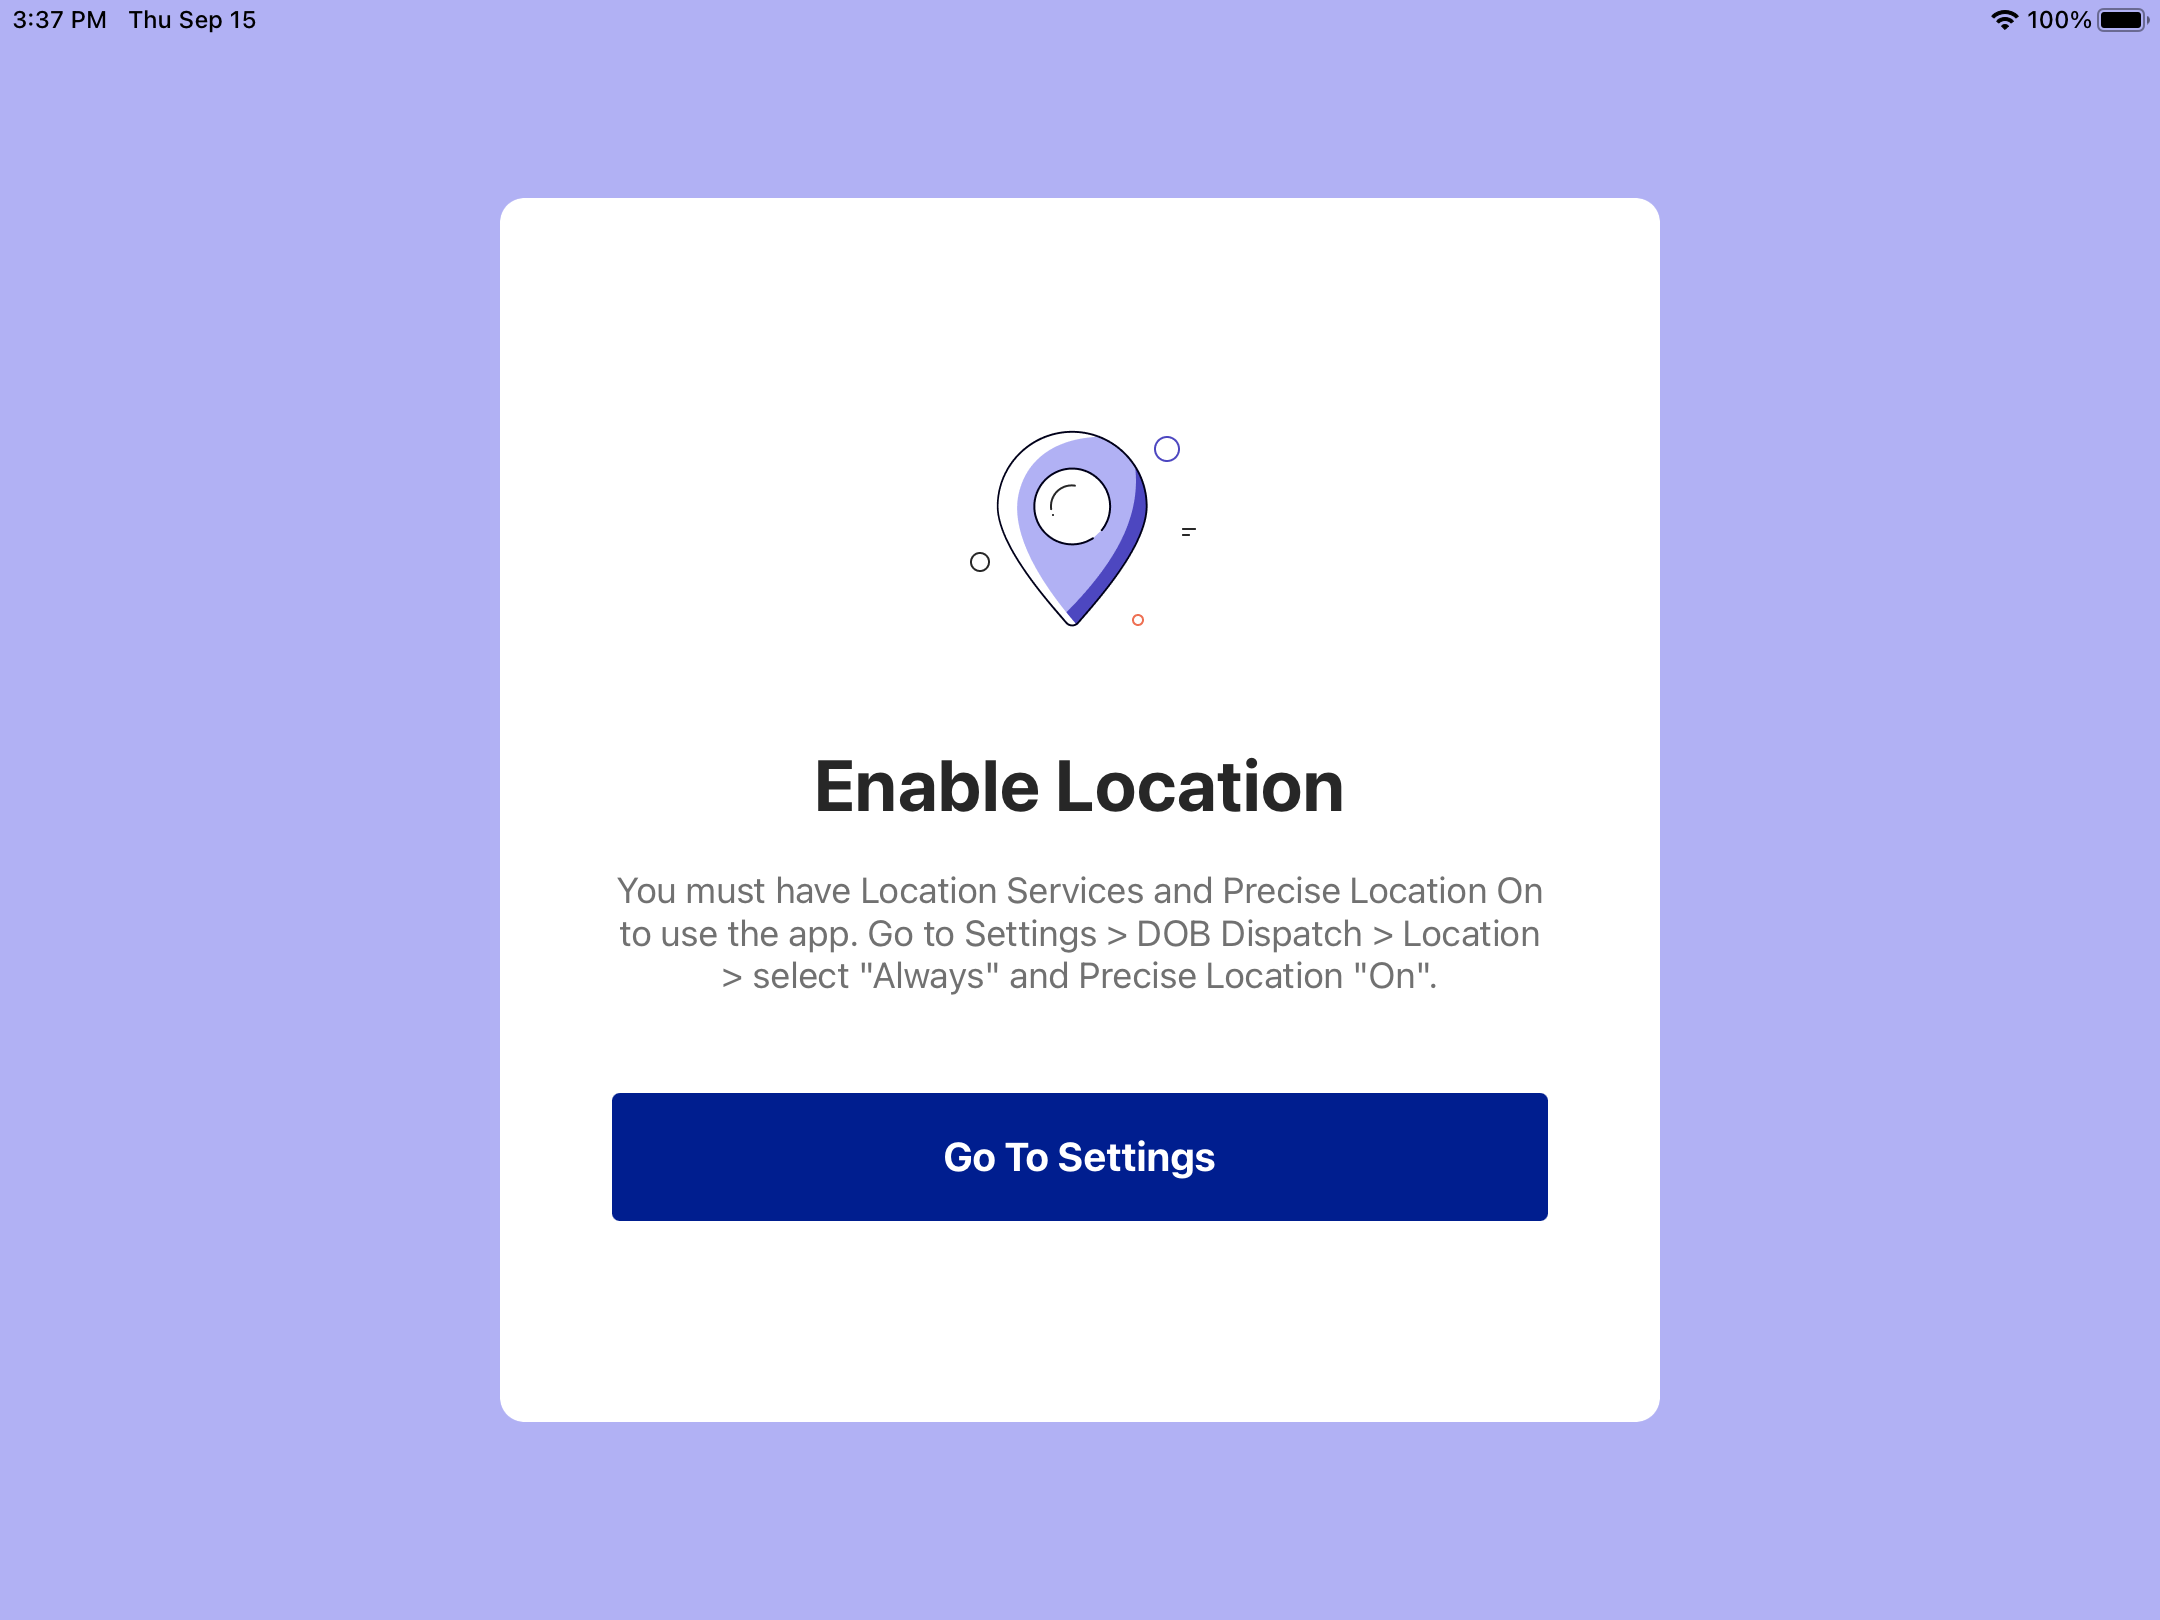 3:37 PM Thu Sep 15 100%
Enable Location
You must have Location Services and Precise Location On
to use the app. Go to Settings > DOB Dispatch > Location
> select "Always" and Precise Location "On".
Go To Settings